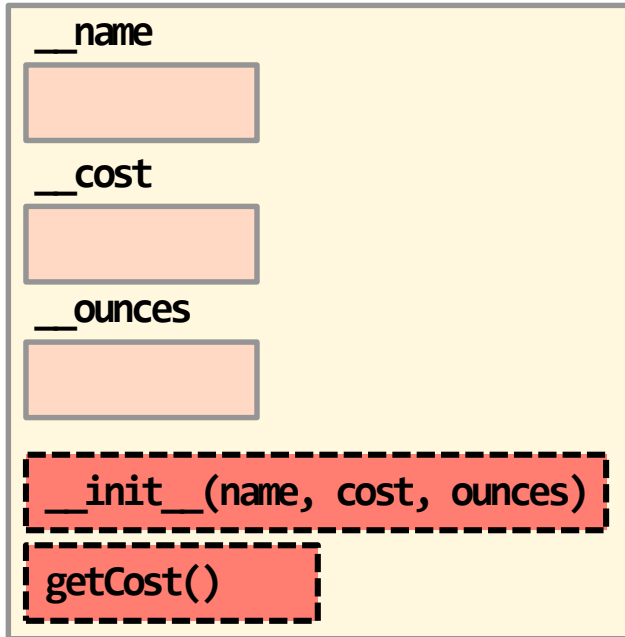 __name
__cost
__ounces
__init__(name, cost, ounces)
getCost()